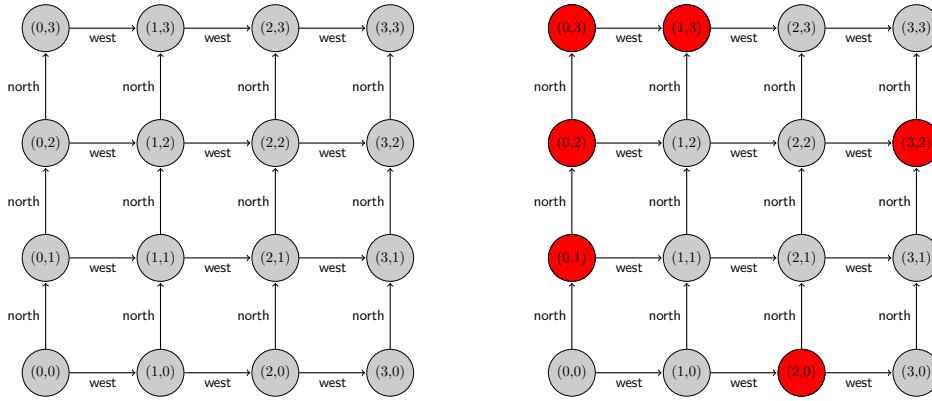 (0,3) (1,3) (2,3) (3,3) (0,3) (1,3) (2,3) (3,3)
west west west west west west
north north north north north north north north
(0,2) (1,2) (2,2) (3,2) (0,2) (1,2) (2,2) (3,2)
west west west west west west
north north north north north north north north
(0,1) (1,1) (2,1) (3,1) (0,1) (1,1) (2,1) (3,1)
west west west west west west
north north north north north north north north
(0,0) (1,0) (2,0) (3,0) (0,0) (1,0) (2,0) (3,0)
west west west west west west